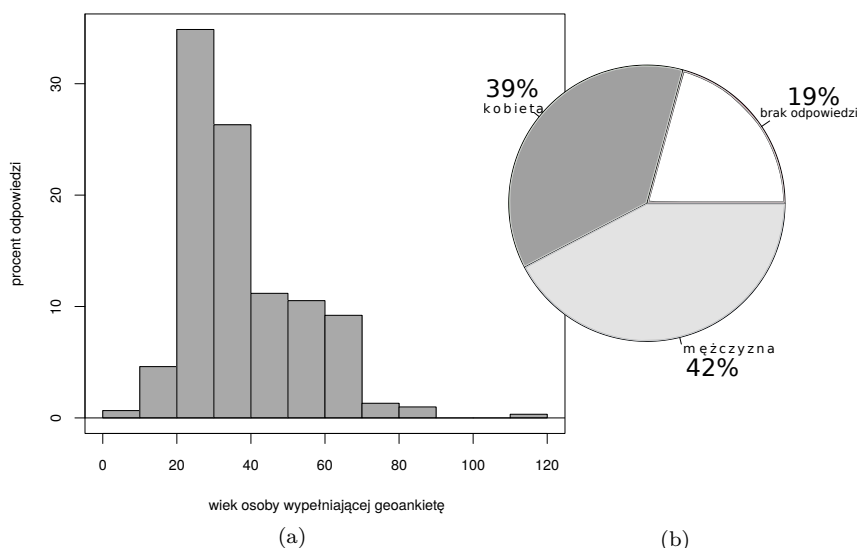 procent odpowiedzi
30
20
10
0
0 20 40 60 80 100 120
wiek osoby wypełniającej geoankietę
(a)
39%
kobieta
19%
brak odpowiedzi
mężczyzna
42%
(b)